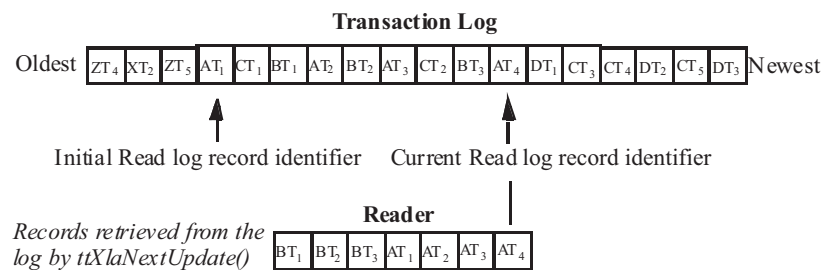 Transaction Log
Oldest ZT4 XT2 ZT5 AT1 CT1 BT1 AT2 BT2 AT3 CT2 BT3 AT4 DT1 CT3 CT4 DT2 CT5 DT3 Newest
Initial Read log record identifier Current Read log record identifier
Reader
Records retrieved from the
log by ttXlaNextUpdate() BT1 BT2 BT3 AT1 AT2 AT3 AT4